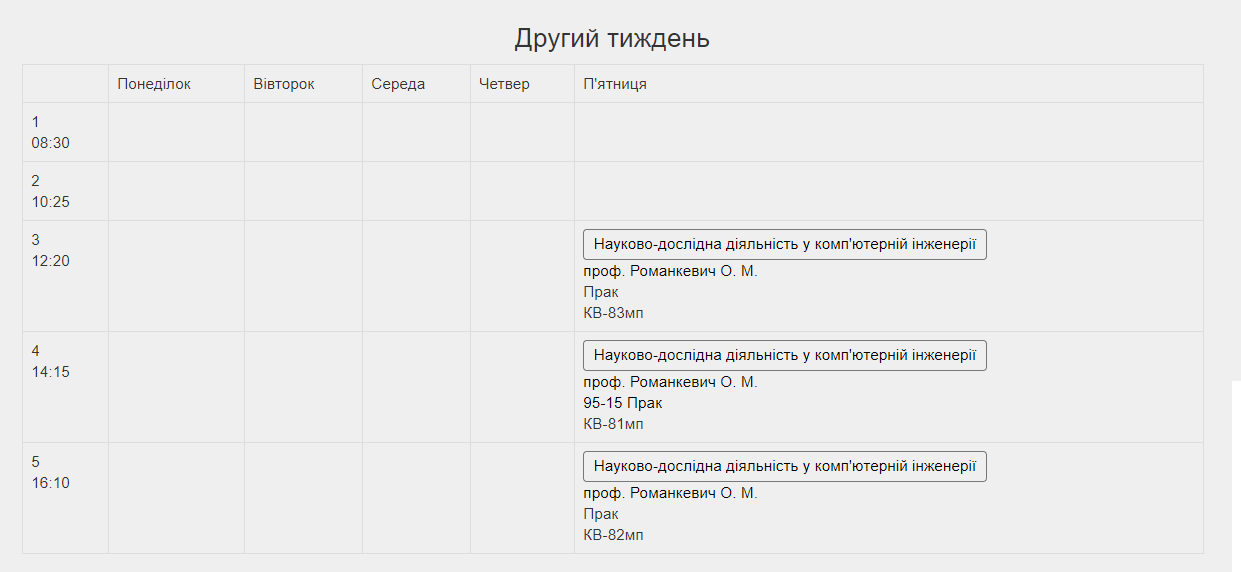 Другий тиждень
Понеділок Вівторок Середа Четвер П'ятниця
1
08:30
2
10:25
3
12:20
Науково-дослідна діяльність у комп'ютерній інженерії
проф. Романкевич О. М.
Прак
КВ-83мп
4
14:15
Науково-дослідна діяльність у комп'ютерній інженерії
проф. Романкевич О. М.
95-15 Прак
КВ-81мп
5
16:10
Науково-дослідна діяльність у комп'ютерній інженерії
проф. Романкевич О. М.
Прак
КВ-82мп